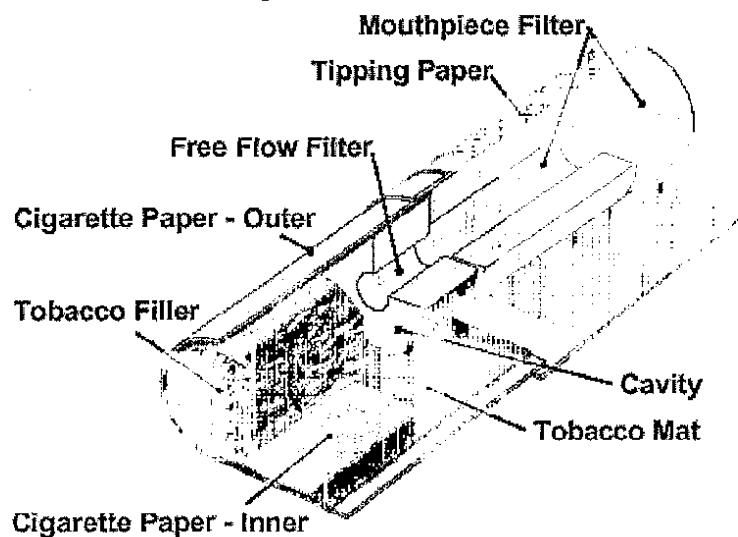 Mouthpiece Filter
Tipping Paper
Free Flow Filter
Cigarette Paper - Outer
Tobacco Filler
Cavity
Tobacco Mat
Cigarette Paper - Inner